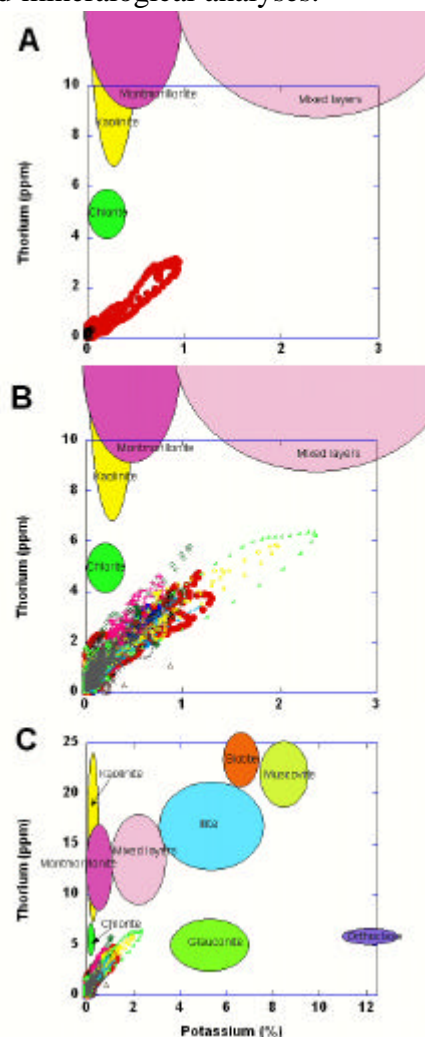 d mineralogical analyses.
A
10
8
6
4
2
0
Thorium (ppm)
Montmorillonite
Mixed layers
Kaolinite
Chlorite
0 1 2 3
B
10
8
6
4
2
0
Thorium (ppm)
Montmorillonite
Mixed layers
Kaolinite
Chlorite
0 1 2 3
C
25
20
15
10
5
0
Thorium (ppm)
Kaolinite
Biotite
Muscovite
Illite
Montmorillonite
Mixed layers
Chlorite
Glauconite
Orthoclase
0 2 4 6 8 10 12
Potassium (%)